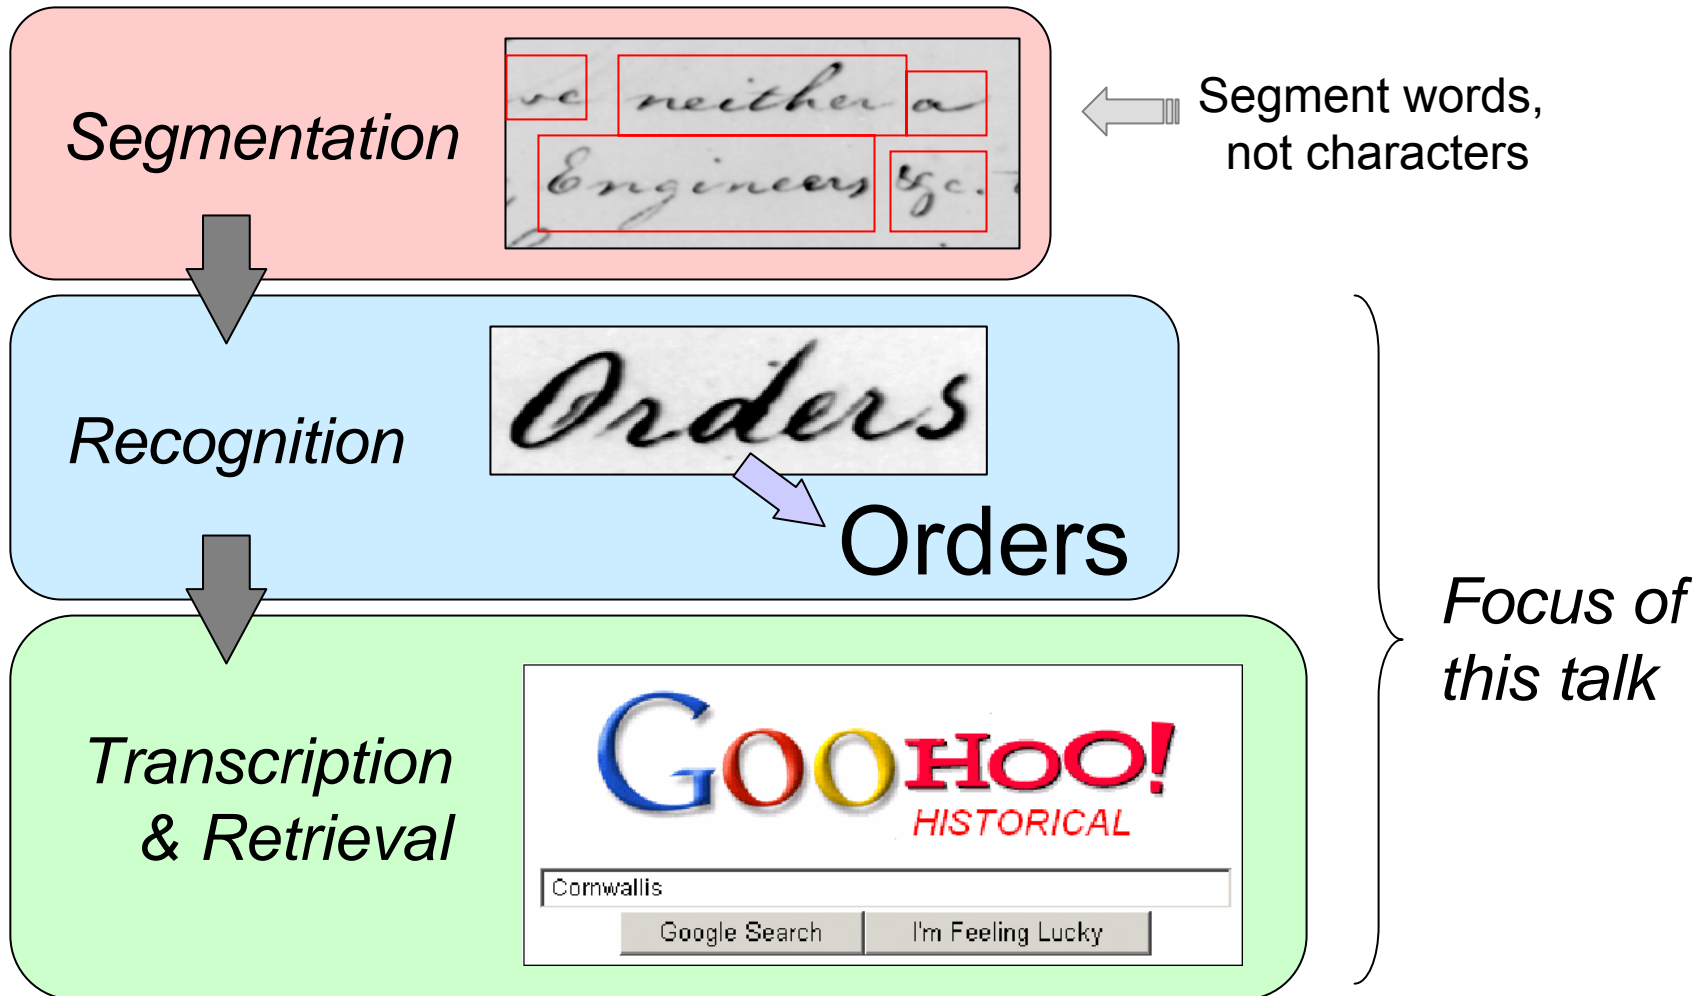 Segmentation
ve neither a
Engineers &c.
Segment words,
not characters
Recognition
Orders
Orders
Focus of
this talk
Transcription
& Retrieval
GOOHOO!
HISTORICAL
Cornwallis
Google Search I'm Feeling Lucky